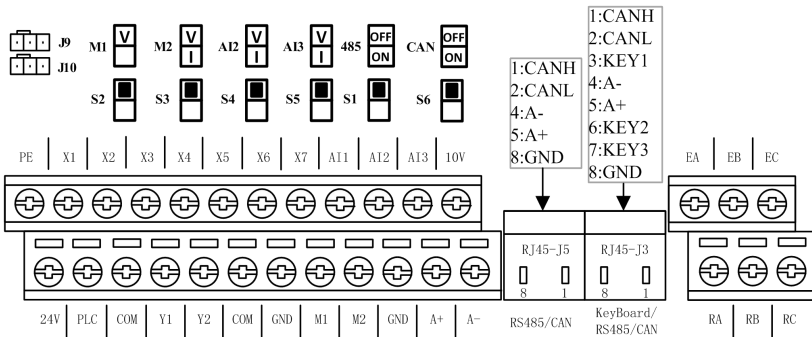 J9
J10
M1 V
M2 V I
AI2 V I
AI3 V I
485 OFF ON
CAN OFF ON
S2
S3
S4
S5
S1
S6
1:CANH
2:CANL
4:A-
5:A+
8:GND
1:CANH
2:CANL
3:KEY1
4:A-
5:A+
6:KEY2
7:KEY3
8:GND
PE X1 X2 X3 X4 X5 X6 X7 AI1 AI2 AI3 10V
EA EB EC
RJ45-J5
8 1
RJ45-J3
8 1
24V PLC COM Y1 Y2 COM GND M1 M2 GND A+ A-
RS485/CAN
KeyBoard/
RS485/CAN
RA RB RC